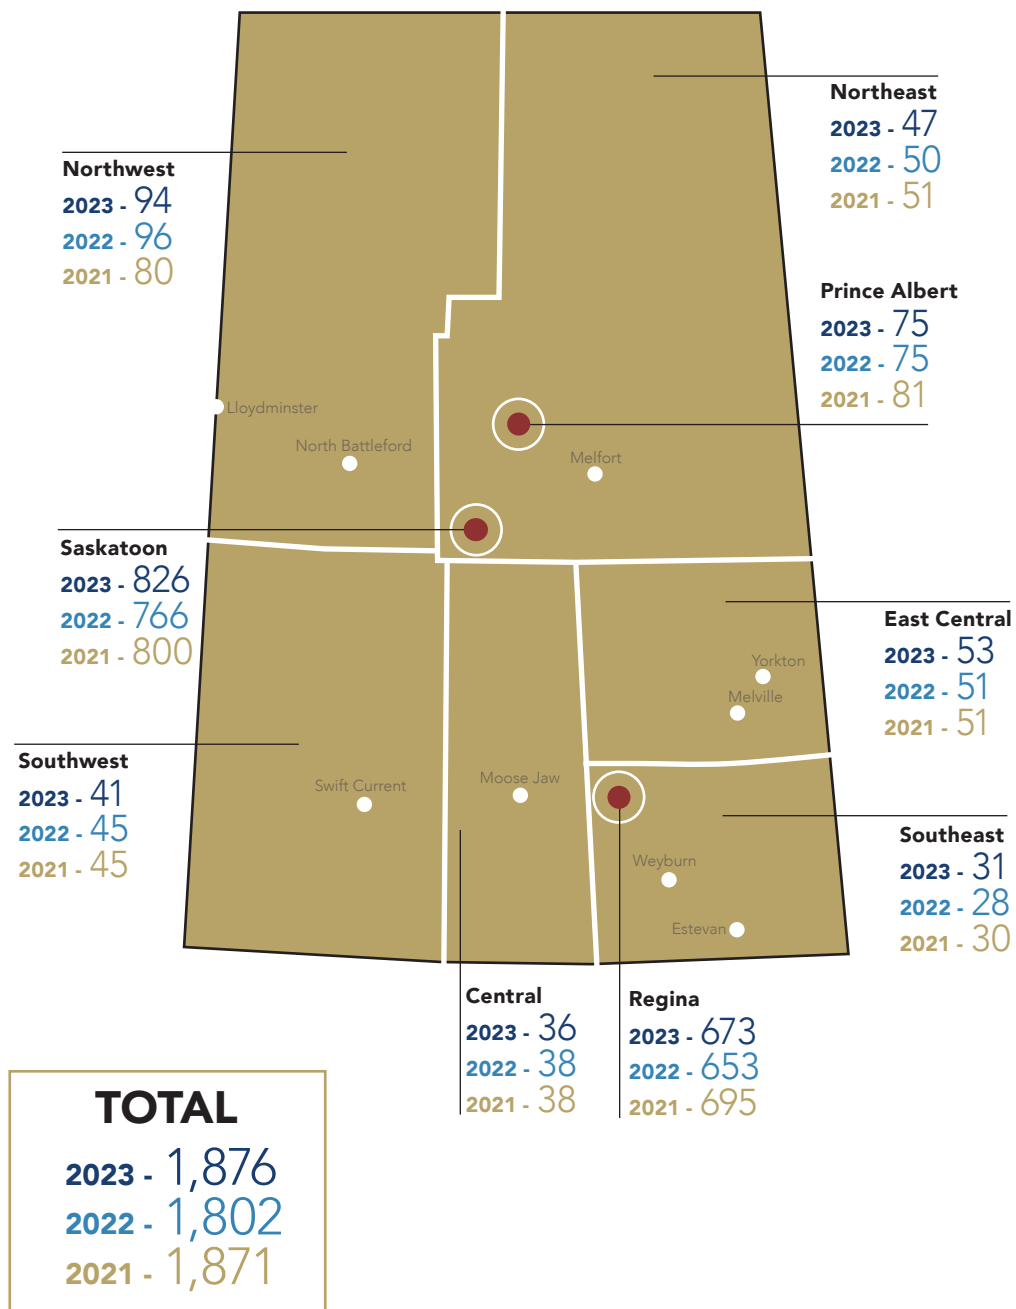 Northeast
2023 - 47
2022 - 50
2021 - 51
Northwest
2023 - 94
2022 - 96
2021 - 80
Prince Albert
2023 - 75
2022 - 75
2021 - 81
Lloydminster
North Battleford
Melfort
Saskatoon
2023 - 826
2022 - 766
2021 - 800
East Central
2023 - 53
2022 - 51
2021 - 51
Yorkton
Melville
Southwest
2023 - 41
2022 - 45
2021 - 45
Swift Current
Moose Jaw
Southeast
2023 - 31
2022 - 28
2021 - 30
Weyburn
Estevan
Central
2023 - 36
2022 - 38
2021 - 38
Regina
2023 - 673
2022 - 653
2021 - 695
TOTAL
2023 - 1,876
2022 - 1,802
2021 - 1,871